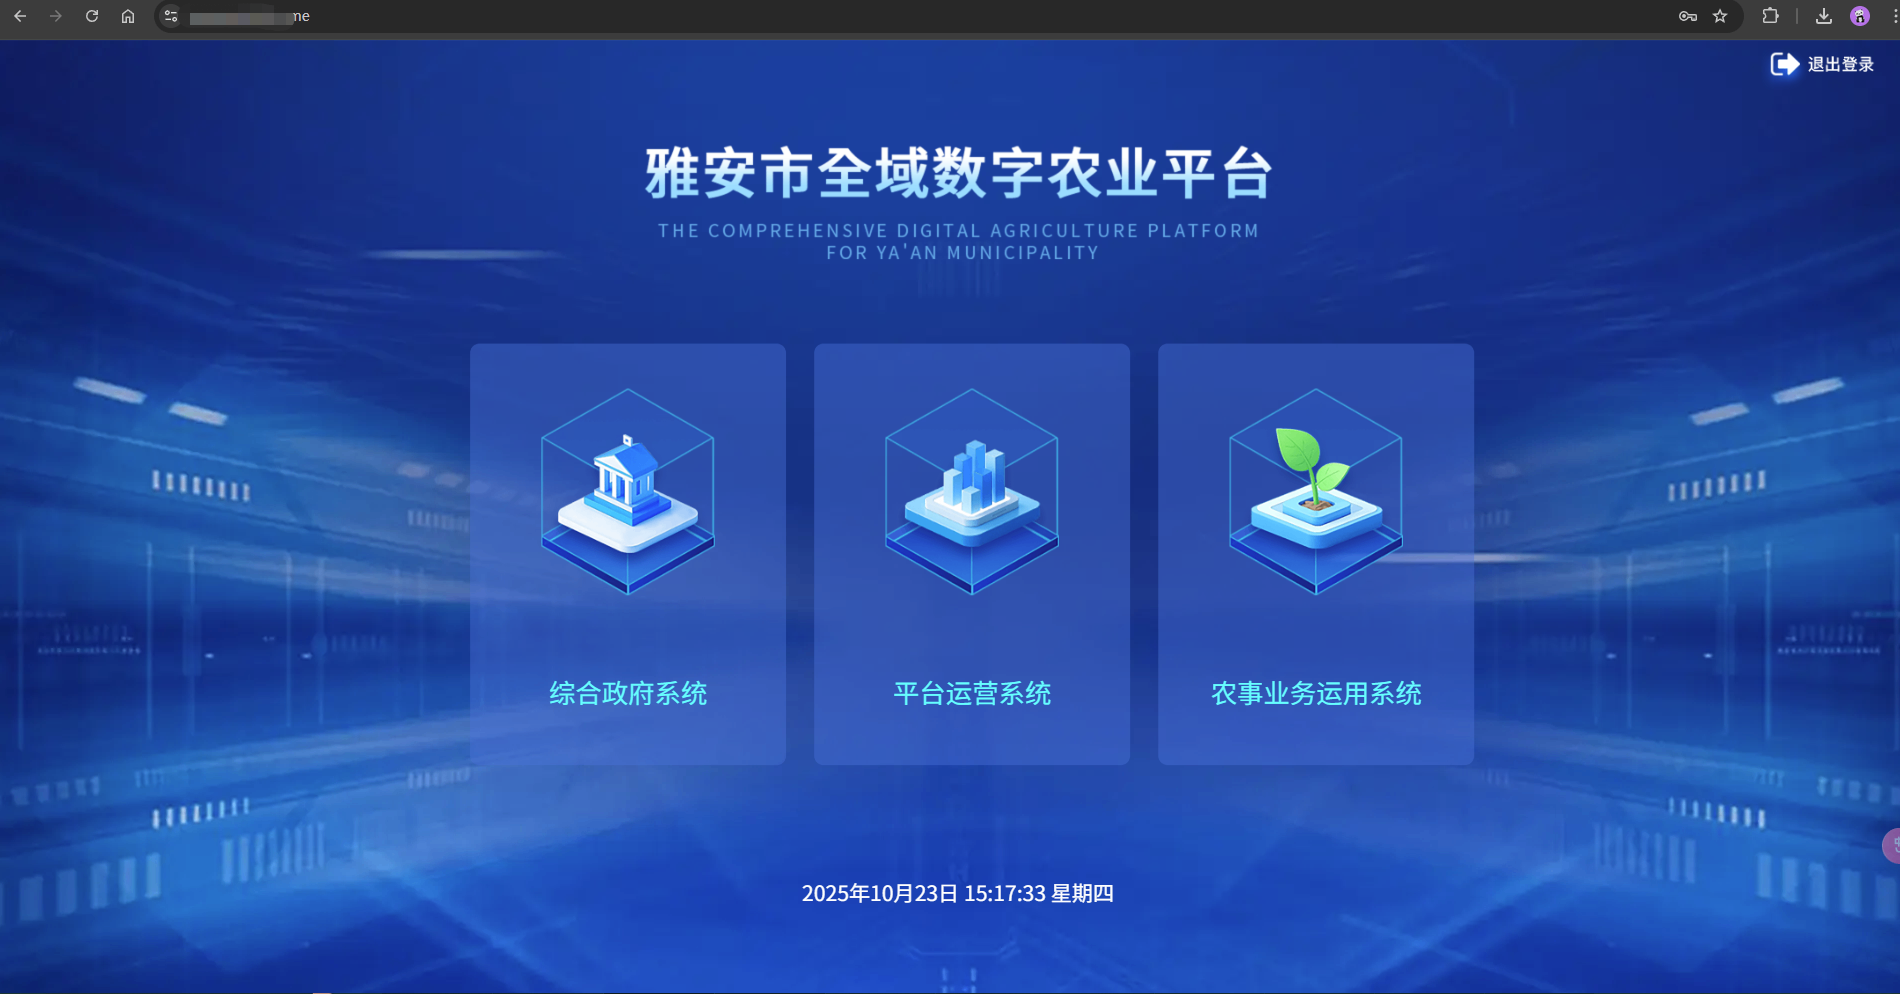 me
退出登录
雅安市全域数字农业平台
THE COMPREHENSIVE DIGITAL AGRICULTURE PLATFORM
FOR YA'AN MUNICIPALITY
综合政府系统
平台运营系统
农事业务运用系统
2025年10月23日 15:17:33 星期四